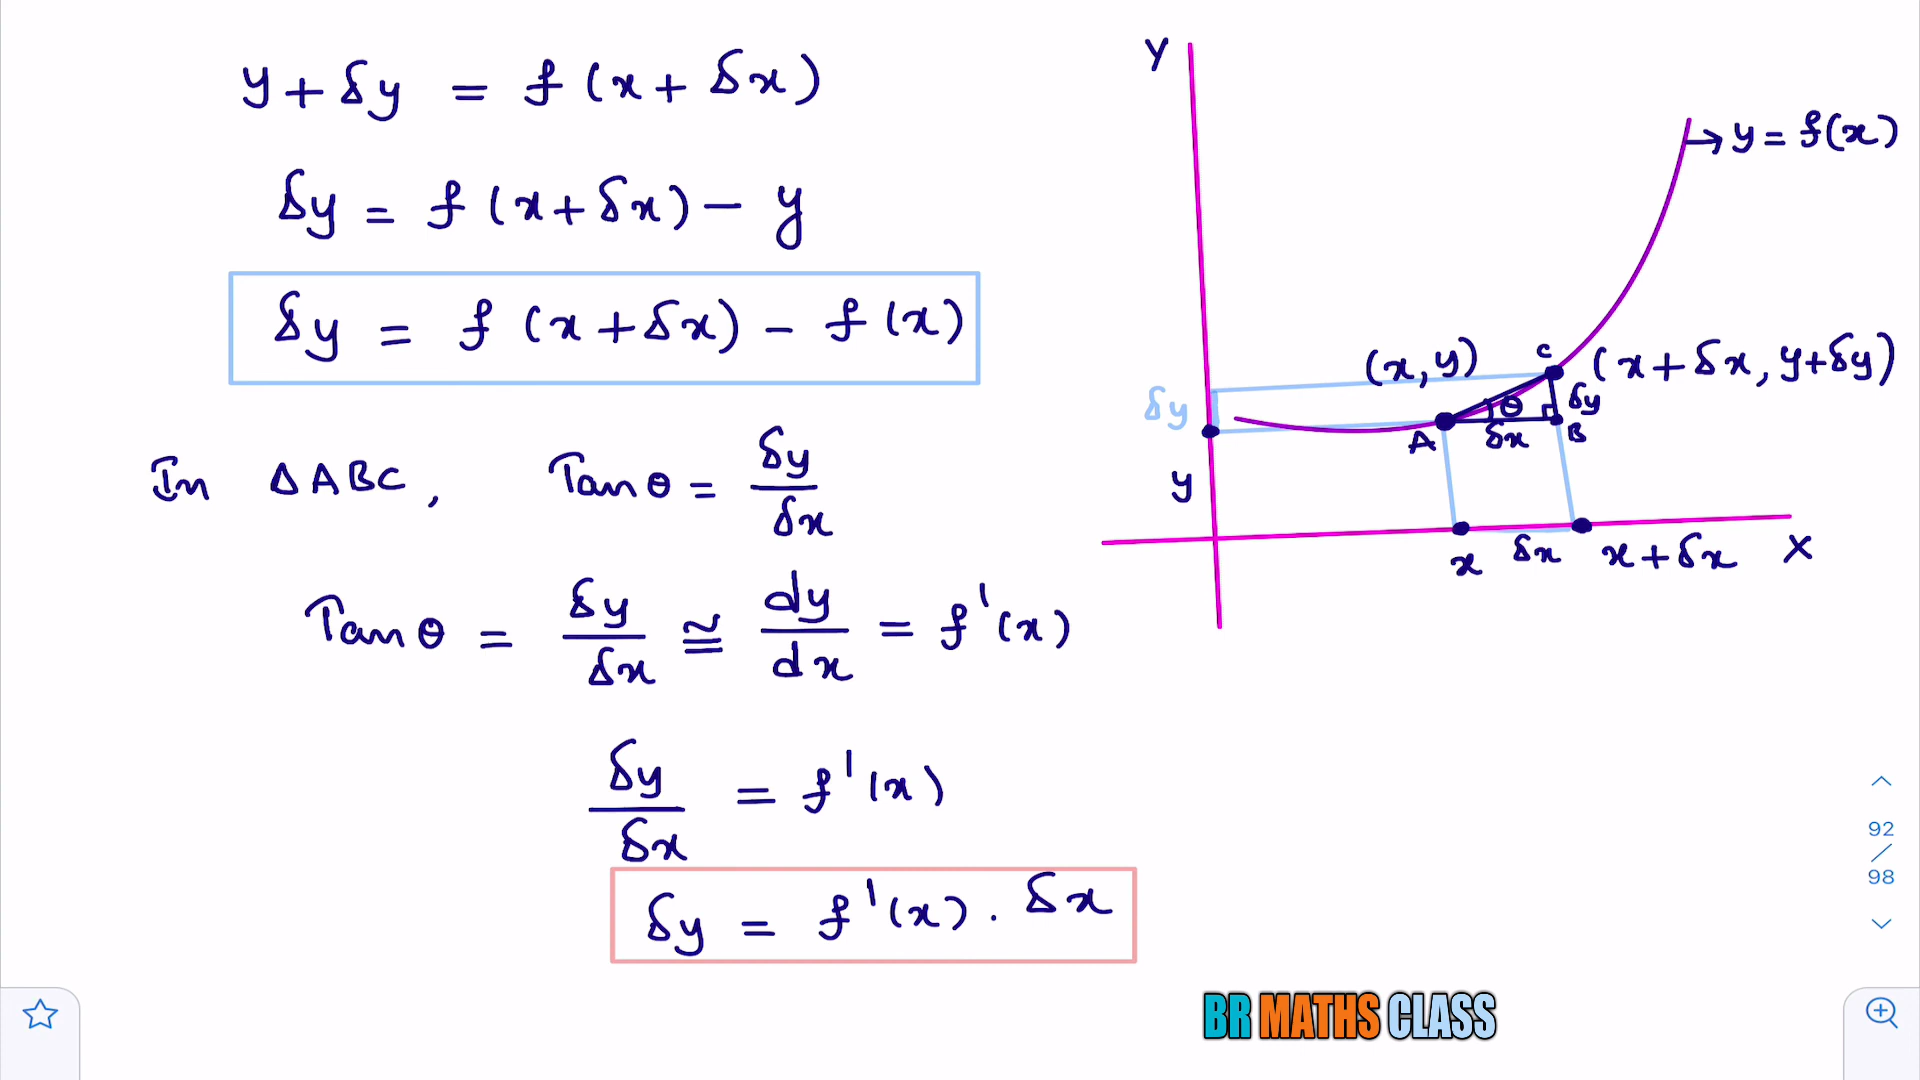 y + δy = f (x + δx)
δy = f (x + δx) - y
δy = f (x + δx) - f (x)
In ΔABC, Tan θ = δy/δx
Tan θ = δy/δx ≅ dy/dx = f'(x)
δy/δx = f'(x)
δy = f'(x) . δx
Y
→ y = f(x)
(x, y)
C
(x + δx, y + δy)
δy
θ
δy
A
δx
B
y
x
δx
x + δx
X
92
/
98
BR MATHS CLASS